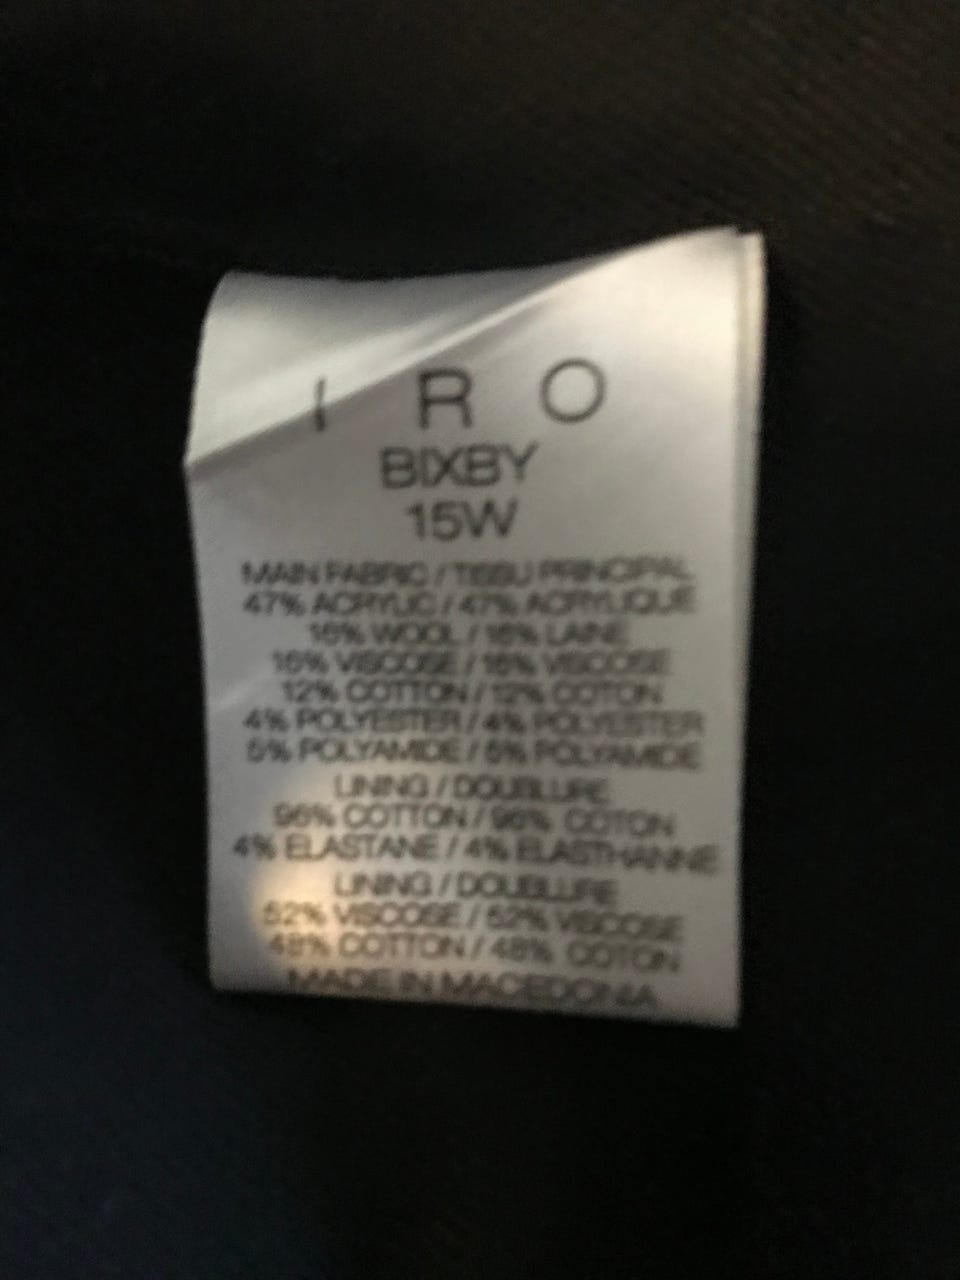 I R O
BIXBY
15W
MAIN FABRIC / TISSU PRINCIPAL
47% ACRYLIC / 47% ACRYLIQUE
16% WOOL / 16% LAINE
16% VISCOSE / 16% VISCOSE
12% COTTON / 12% COTON
4% POLYESTER / 4% POLYESTER
5% POLYAMIDE / 5% POLYAMIDE
LINING / DOUBLURE
96% COTTON / 96% COTON
4% ELASTANE / 4% ELASTHANNE
LINING / DOUBLURE
52% VISCOSE / 52% VISCOSE
48% COTTON / 48% COTON
MADE IN MACEDONIA